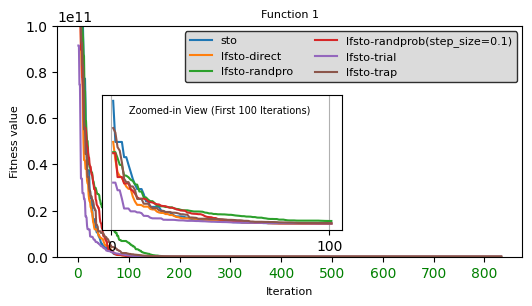 Function 1
1e11
1.0
0.8
0.6
0.4
0.2
0.0
Fitness value
sto
lfsto-direct
lfsto-randpro
lfsto-randprob(step_size=0.1)
lfsto-trial
lfsto-trap
Zoomed-in View (First 100 Iterations)
0 100
0 100 200 300 400 500 600 700 800
Iteration